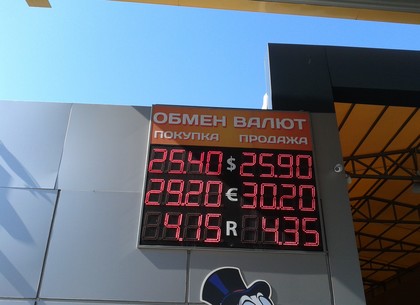 ОБМЕН ВАЛЮТ
ПОКУПКА ПРОДАЖА
25.40 $ 25.90
29.20 € 30.20
4.15 R 4.35